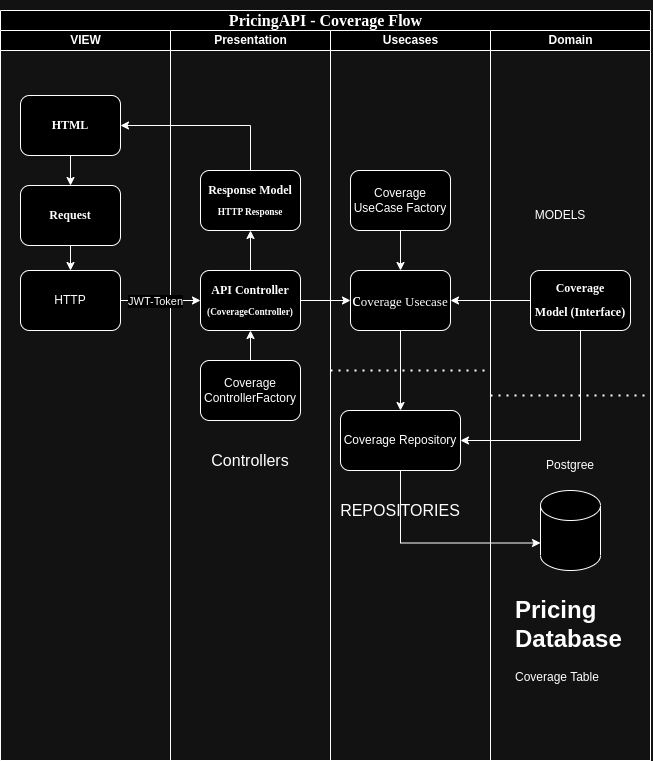 PricingAPI - Coverage Flow
VIEW
Presentation
Usecases
Domain
HTML
Request
HTTP
JWT-Token
Response Model
HTTP Response
API Controller
(CoverageController)
Coverage
ControllerFactory
Controllers
Coverage
UseCase Factory
Coverage Usecase
Coverage Repository
REPOSITORIES
MODELS
Coverage
Model (Interface)
Postgree
Pricing
Database
Coverage Table